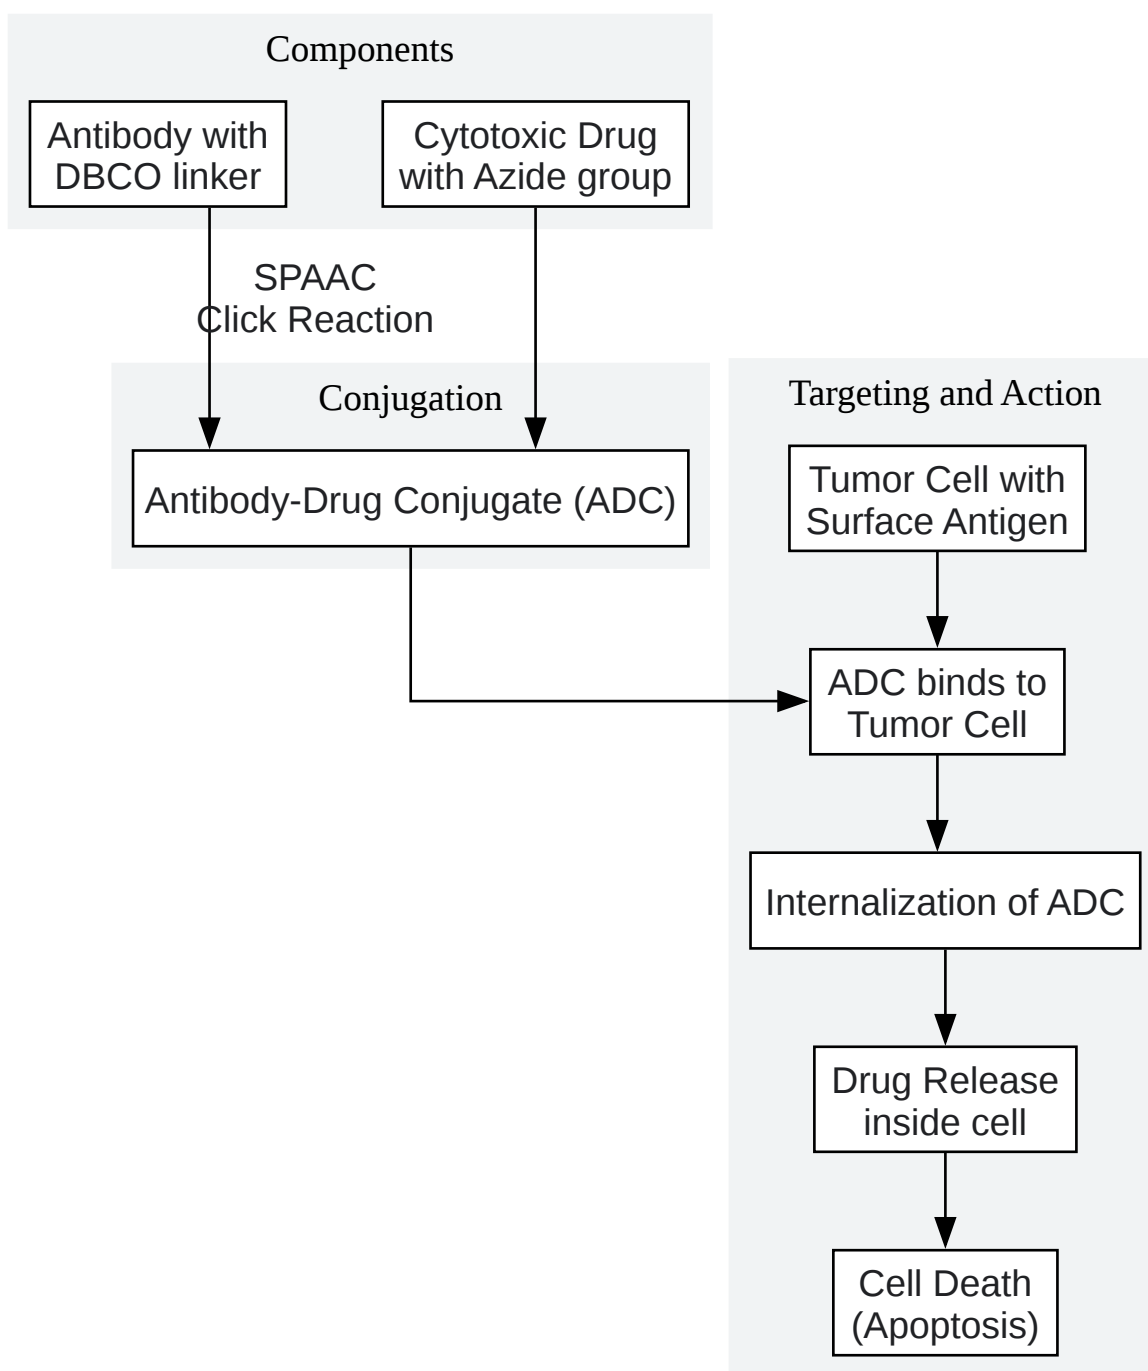 Components
Antibody with
DBCO linker
Cytotoxic Drug
with Azide group
SPAAC
Click Reaction
Conjugation
Antibody-Drug Conjugate (ADC)
Targeting and Action
Tumor Cell with
Surface Antigen
ADC binds to
Tumor Cell
Internalization of ADC
Drug Release
inside cell
Cell Death
(Apoptosis)